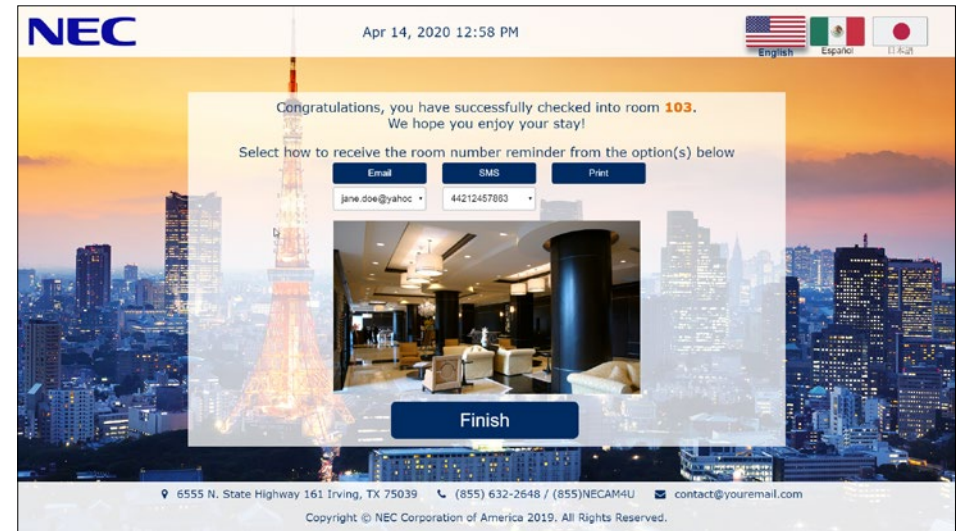 NEC
Apr 14, 2020 12:58 PM
English
Español
日本語
Congratulations, you have successfully checked into room 103.
We hope you enjoy your stay!
Select how to receive the room number reminder from the option(s) below
Email
SMS
Print
jane.doe@yahoc
44212457863
Finish
6555 N. State Highway 161 Irving, TX 75039 (855) 632-2648 / (855)NECAM4U contact@youremail.com
Copyright © NEC Corporation of America 2019. All Rights Reserved.